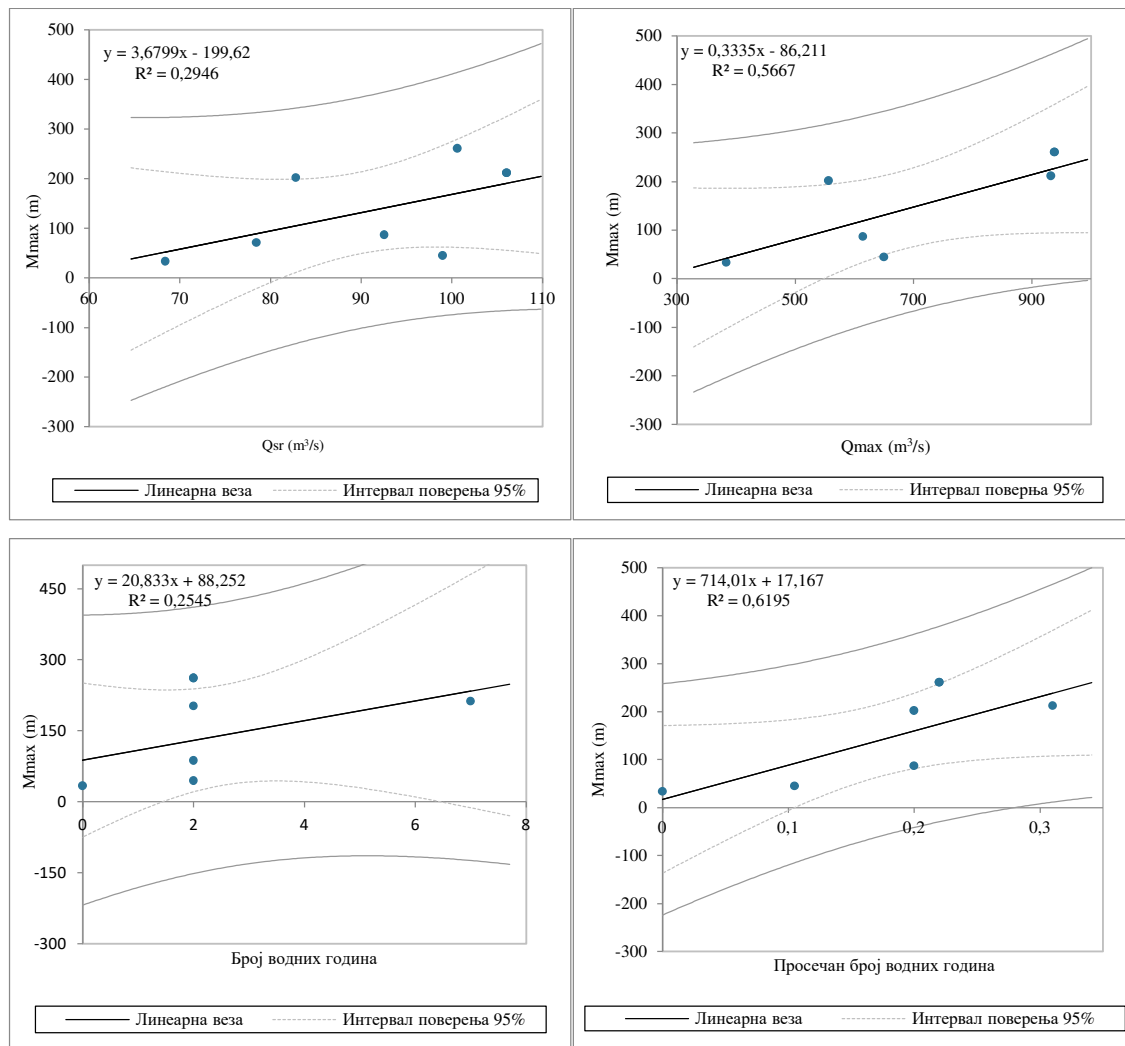 y = 3,6799x - 199,62
R² = 0,2946
500
400
300
200
100
0
-100
-200
-300
60
70
80
90
100
110
Mmax (m)
Qsr (m³/s)
Линеарна веза
Интервал поверења 95%
y = 0,3335x - 86,211
R² = 0,5667
500
400
300
200
100
0
-100
-200
-300
300
500
700
900
Mmax (m)
Qmax (m³/s)
Линеарна веза
Интервал поверња 95%
y = 20,833x + 88,252
R² = 0,2545
450
300
150
0
-150
-300
0
2
4
6
8
Mmax (m)
Број водних година
Линеарна веза
Интервал поверења 95%
y = 714,01x + 17,167
R² = 0,6195
500
400
300
200
100
0
-100
-200
-300
0
0,1
0,2
0,3
Mmax (m)
Просечан број водних година
Линеарна веза
Интервал поверења 95%